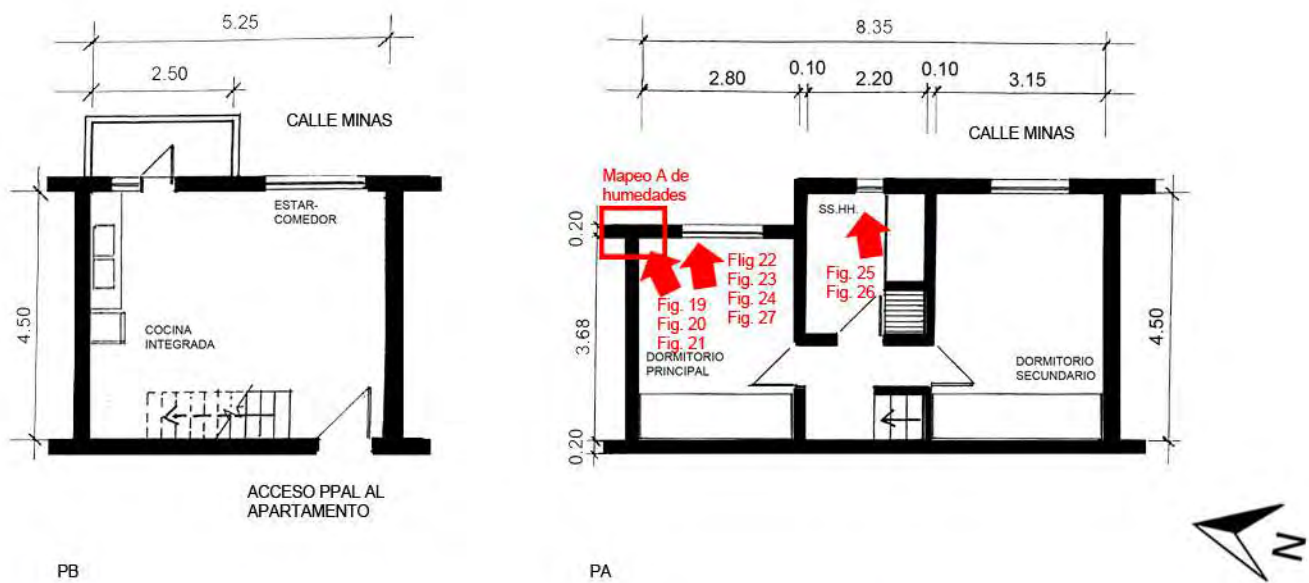 5.25
2.50
CALLE MINAS
ESTAR-
COMEDOR
4.50
COCINA
INTEGRADA
ACCESO PPAL AL
APARTAMENTO
PB
8.35
2.80
0.10
2.20
0.10
3.15
CALLE MINAS
Mapeo A de
humedades
SS.HH.
0.20
3.68
0.20
Fig. 19
Fig. 20
Fig. 21
Flig 22
Fig. 23
Fig. 24
Fig. 27
Fig. 25
Fig. 26
DORMITORIO
PRINCIPAL
DORMITORIO
SECUNDARIO
4.50
PA
N